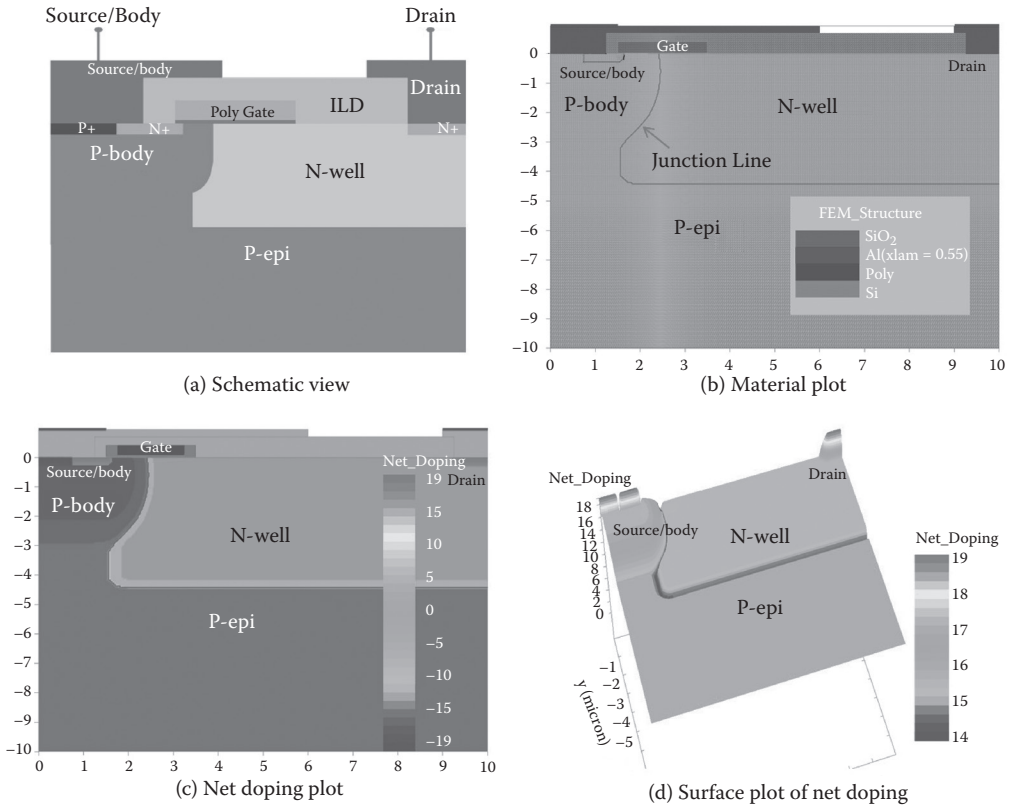 Source/Body
Drain
Source/body
Drain
ILD
Poly Gate
P+
N+
N+
P-body
N-well
P-epi
(a) Schematic view
0
−1
−2
−3
−4
−5
−6
−7
−8
−9
−10
Gate
Source/body
Drain
P-body
N-well
Junction Line
P-epi
FEM_Structure
SiO2
Al(xlam = 0.55)
Poly
Si
0 1 2 3 4 5 6 7 8 9 10
(b) Material plot
0
−1
−2
−3
−4
−5
−6
−7
−8
−9
−10
Gate
Source/body
Net_Doping
Drain
P-body
N-well
P-epi
19
15
10
5
0
−5
−10
−15
−19
0 1 2 3 4 5 6 7 8 9 10
(c) Net doping plot
Net_Doping
18
16
14
12
10
8
6
4
2
0
Drain
Source/body
N-well
P-epi
−1
−2
−3
−4
−5
y (micron)
Net_Doping
19
18
17
16
15
14
(d) Surface plot of net doping